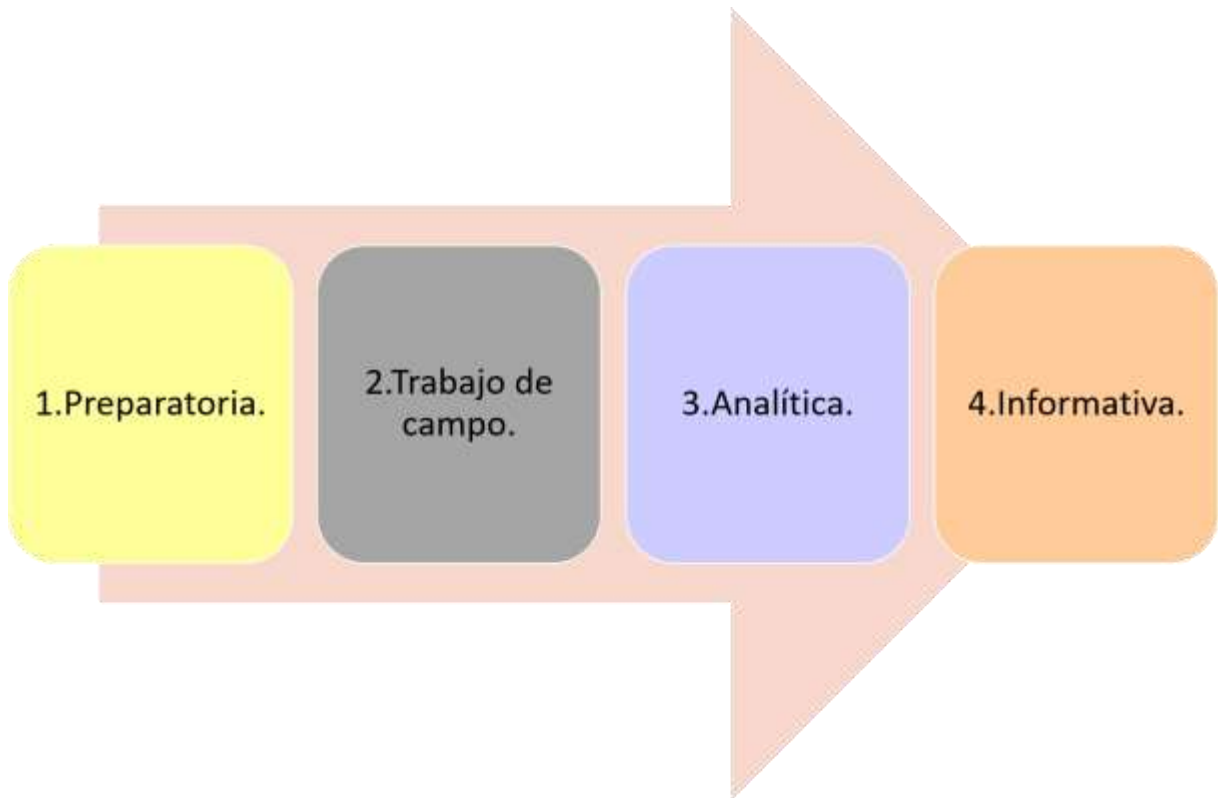 1.Preparatoria.
2.Trabajo de
campo.
3.Analítica.
4.Informativa.